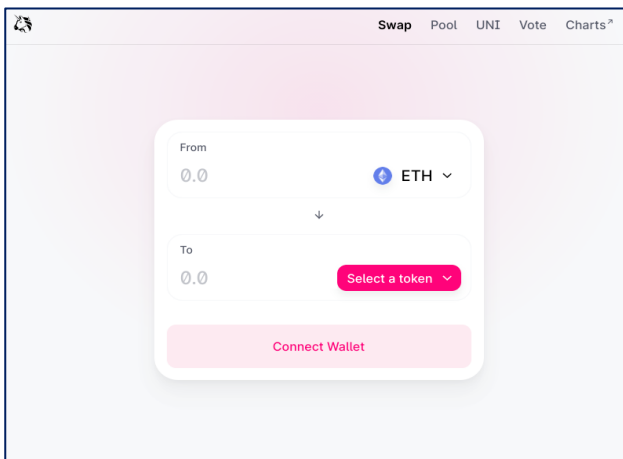 Swap Pool UNI Vote Charts↗
From
0.0 ETH
↓
To
0.0 Select a token
Connect Wallet